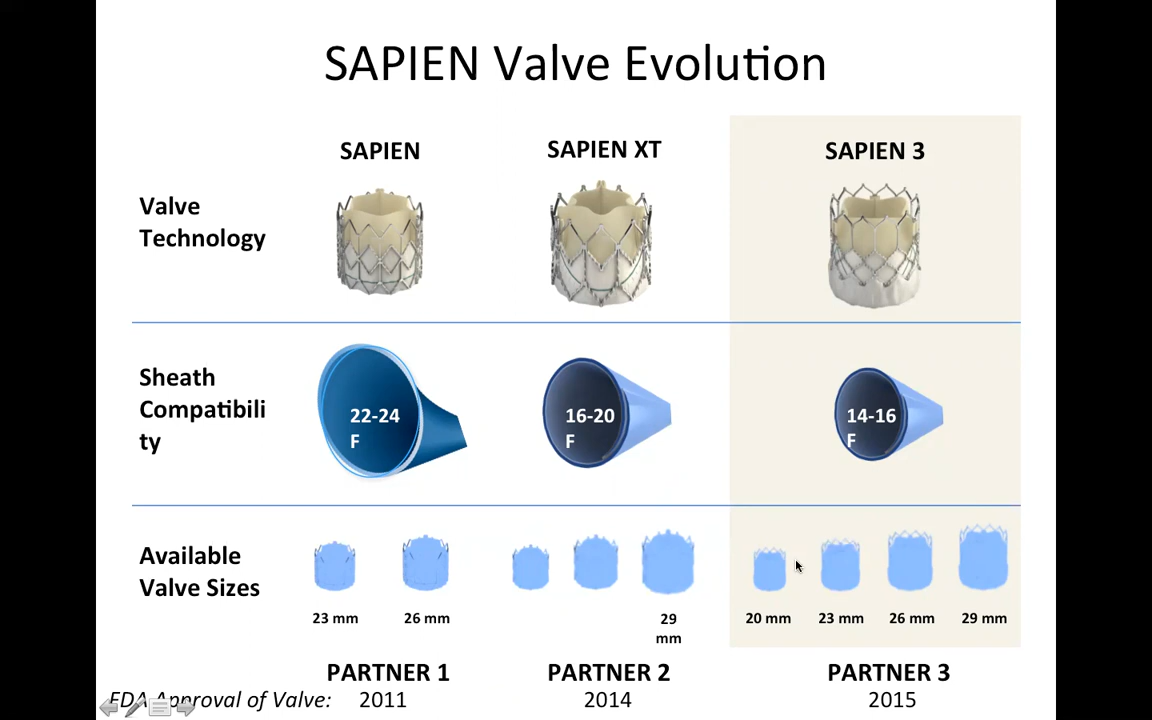 SAPIEN Valve Evolution
SAPIEN
SAPIEN XT
SAPIEN 3
Valve
Technology
Sheath
Compatibili
ty
22-24
F
16-20
F
14-16
F
Available
Valve Sizes
23 mm
26 mm
29
mm
20 mm
23 mm
26 mm
29 mm
PARTNER 1
PARTNER 2
PARTNER 3
FDA Approval of Valve:
2011
2014
2015